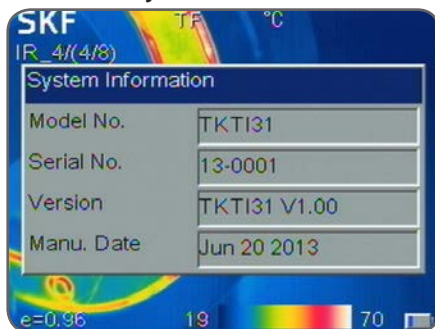 SKF TF °C
IR_4/(4/8)
System Information
Model No. TKTI31
Serial No. 13-0001
Version TKTI31 V1.00
Manu. Date Jun 20 2013
e=0.96 19 70